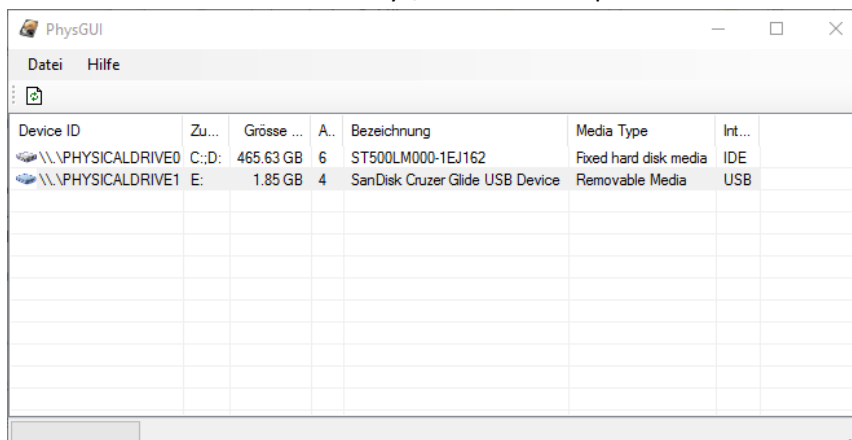 PhysGUI
Datei Hilfe
Device ID Zu... Grösse ... A.. Bezeichnung Media Type Int...
\\.\PHYSICALDRIVE0 C:;D: 465.63 GB 6 ST500LM000-1EJ162 Fixed hard disk media IDE
\\.\PHYSICALDRIVE1 E: 1.85 GB 4 SanDisk Cruzer Glide USB Device Removable Media USB